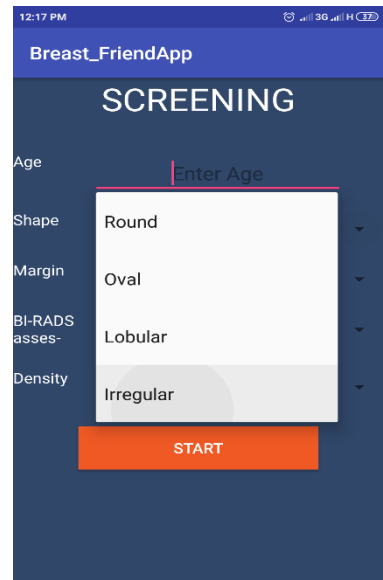 12:17 PM 3G H 37
Breast_FriendApp
SCREENING
Age
Enter Age
Shape
Round
Margin
Oval
BI-RADS
asses-
Lobular
Density
Irregular
START